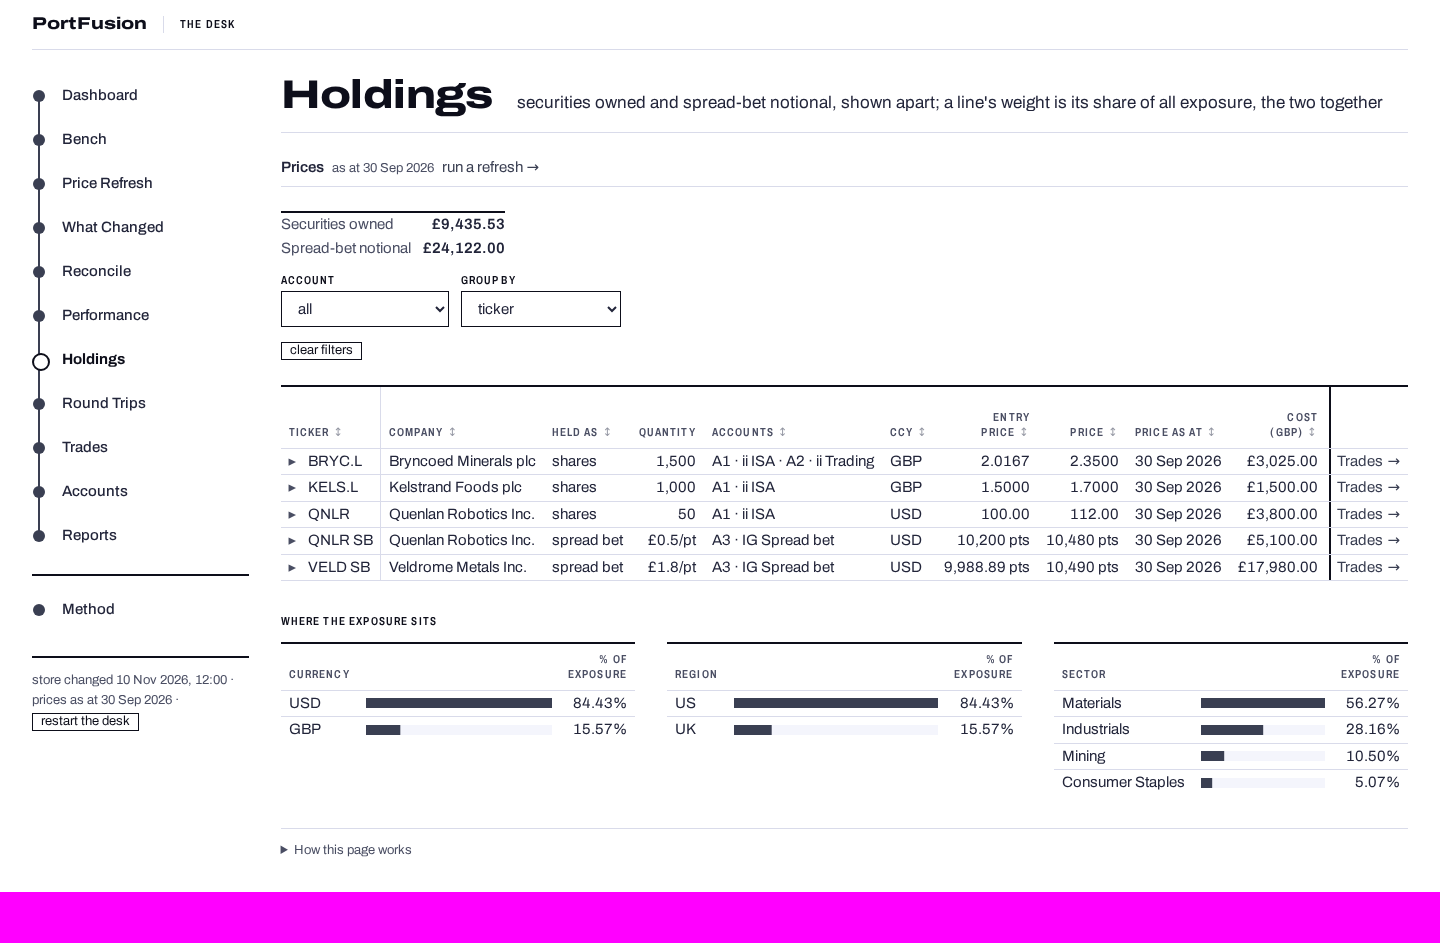 PortFusion THE DESK
Dashboard
Bench
Price Refresh
What Changed
Reconcile
Performance
Holdings
Round Trips
Trades
Accounts
Reports
Method
store changed 10 Nov 2026, 12:00 ·
prices as at 30 Sep 2026 ·
restart the desk
Holdings securities owned and spread-bet notional, shown apart; a line's weight is its share of all exposure, the two together
Prices as at 30 Sep 2026 run a refresh →
Securities owned £9,435.53
Spread-bet notional £24,122.00
ACCOUNT GROUP BY
all ticker
clear filters
TICKER ↕ COMPANY ↕ HELD AS ↕ QUANTITY ACCOUNTS ↕ CCY ↕ ENTRY PRICE ↕ PRICE ↕ PRICE AS AT ↕ COST (GBP) ↕
▸ BRYC.L Bryncoed Minerals plc shares 1,500 A1 · ii ISA · A2 · ii Trading GBP 2.0167 2.3500 30 Sep 2026 £3,025.00 Trades →
▸ KELS.L Kelstrand Foods plc shares 1,000 A1 · ii ISA GBP 1.5000 1.7000 30 Sep 2026 £1,500.00 Trades →
▸ QNLR Quenlan Robotics Inc. shares 50 A1 · ii ISA USD 100.00 112.00 30 Sep 2026 £3,800.00 Trades →
▸ QNLR SB Quenlan Robotics Inc. spread bet £0.5/pt A3 · IG Spread bet USD 10,200 pts 10,480 pts 30 Sep 2026 £5,100.00 Trades →
▸ VELD SB Veldrome Metals Inc. spread bet £1.8/pt A3 · IG Spread bet USD 9,988.89 pts 10,490 pts 30 Sep 2026 £17,980.00 Trades →
WHERE THE EXPOSURE SITS
CURRENCY % OF EXPOSURE
USD 84.43%
GBP 15.57%
REGION % OF EXPOSURE
US 84.43%
UK 15.57%
SECTOR % OF EXPOSURE
Materials 56.27%
Industrials 28.16%
Mining 10.50%
Consumer Staples 5.07%
▸ How this page works